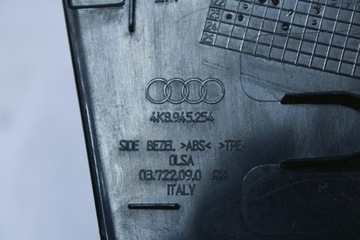 4K8.945.254
SIDE BEZEL >ABS< >TPE<
OLSA
03.722.09.0
ITALY